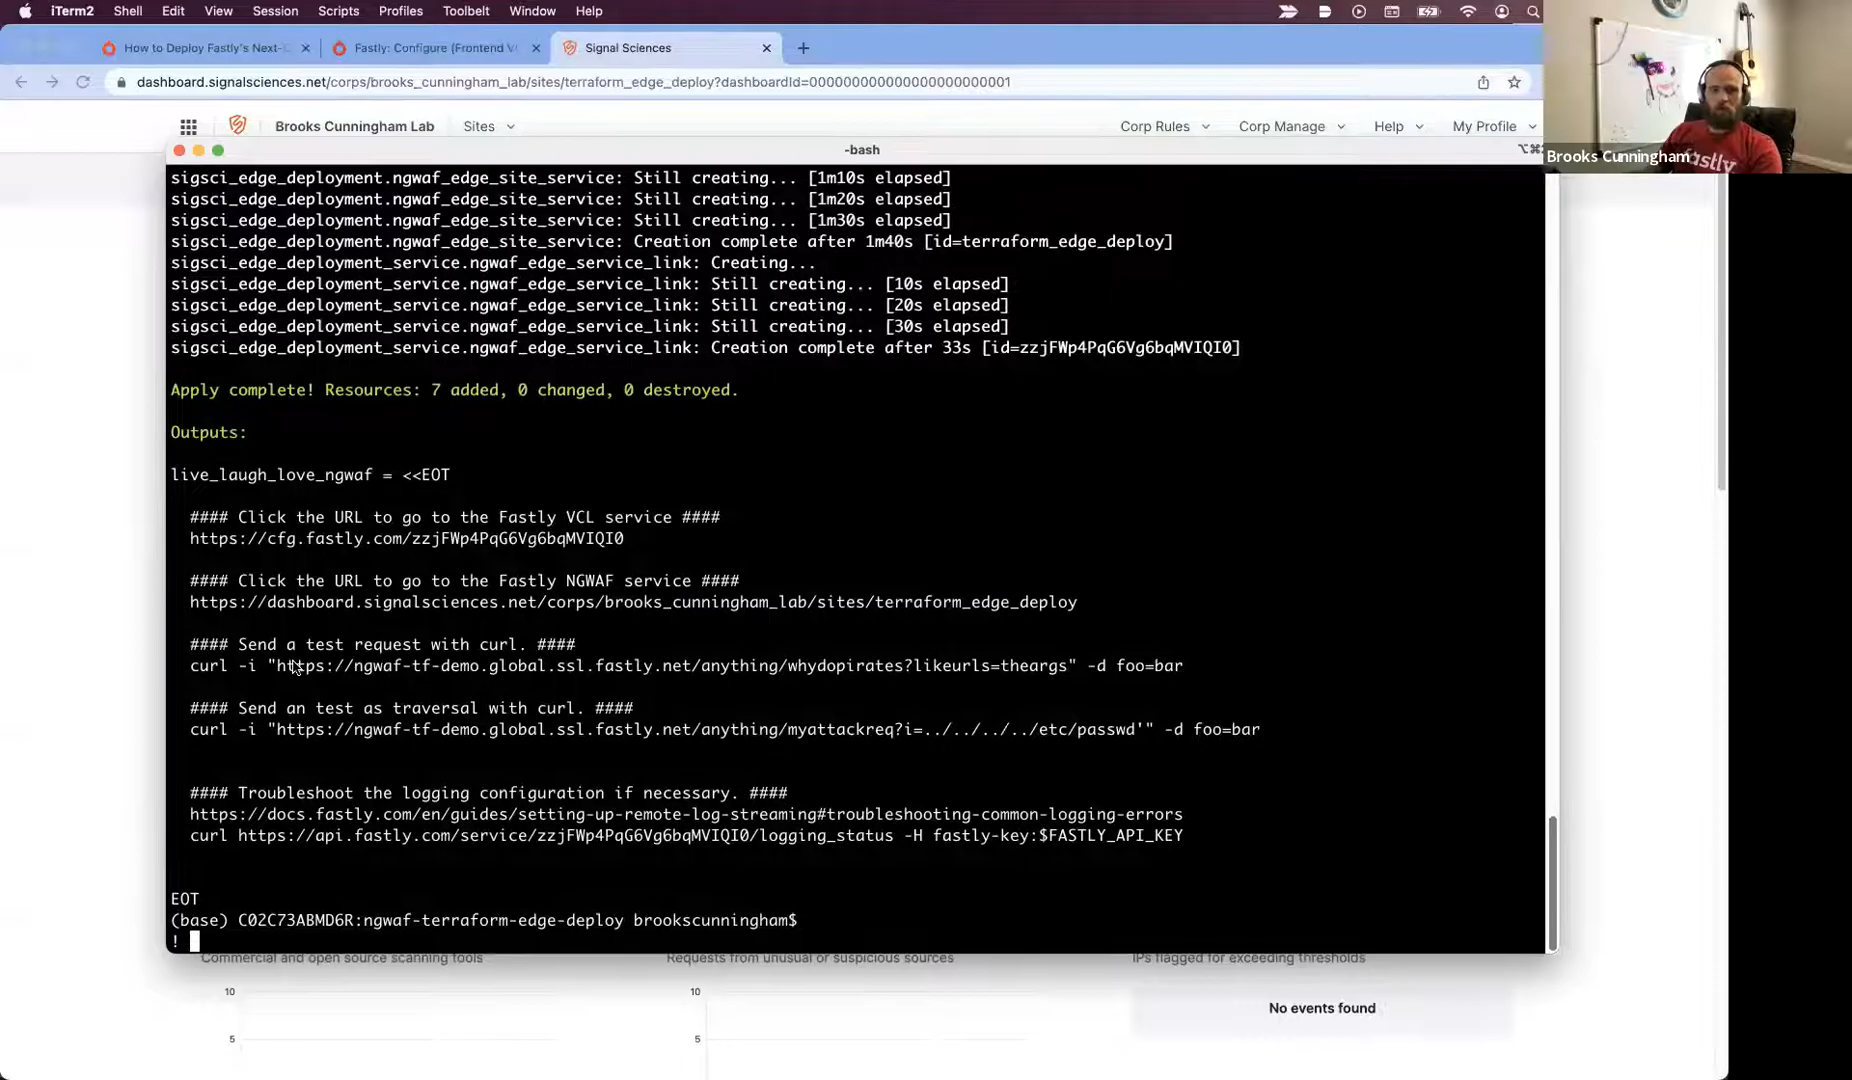 iTerm2 Shell Edit View Session Scripts Profiles Toolbelt Window Help
How to Deploy Fastly's Next-
Fastly: Configure (Frontend V
Signal Sciences
dashboard.signalsciences.net/corps/brooks_cunningham_lab/sites/terraform_edge_deploy?dashboardId=000000000000000000000001
Brooks Cunningham Lab Sites Corp Rules Corp Manage Help My Profile
-bash
Brooks Cunningham
fastly
sigsci_edge_deployment.ngwaf_edge_site_service: Still creating... [1m10s elapsed]
sigsci_edge_deployment.ngwaf_edge_site_service: Still creating... [1m20s elapsed]
sigsci_edge_deployment.ngwaf_edge_site_service: Still creating... [1m30s elapsed]
sigsci_edge_deployment.ngwaf_edge_site_service: Creation complete after 1m40s [id=terraform_edge_deploy]
sigsci_edge_deployment_service.ngwaf_edge_service_link: Creating...
sigsci_edge_deployment_service.ngwaf_edge_service_link: Still creating... [10s elapsed]
sigsci_edge_deployment_service.ngwaf_edge_service_link: Still creating... [20s elapsed]
sigsci_edge_deployment_service.ngwaf_edge_service_link: Still creating... [30s elapsed]
sigsci_edge_deployment_service.ngwaf_edge_service_link: Creation complete after 33s [id=zzjFWp4PqG6Vg6bqMVIQI0]
Apply complete! Resources: 7 added, 0 changed, 0 destroyed.
Outputs:
live_laugh_love_ngwaf = <<EOT
#### Click the URL to go to the Fastly VCL service ####
https://cfg.fastly.com/zzjFWp4PqG6Vg6bqMVIQI0
#### Click the URL to go to the Fastly NGWAF service ####
https://dashboard.signalsciences.net/corps/brooks_cunningham_lab/sites/terraform_edge_deploy
#### Send a test request with curl. ####
curl -i "https://ngwaf-tf-demo.global.ssl.fastly.net/anything/whydopirates?likeurls=theargs" -d foo=bar
#### Send an test as traversal with curl. ####
curl -i "https://ngwaf-tf-demo.global.ssl.fastly.net/anything/myattackreq?i=../../../../etc/passwd'" -d foo=bar
#### Troubleshoot the logging configuration if necessary. ####
https://docs.fastly.com/en/guides/setting-up-remote-log-streaming#troubleshooting-common-logging-errors
curl https://api.fastly.com/service/zzjFWp4PqG6Vg6bqMVIQI0/logging_status -H fastly-key:$FASTLY_API_KEY
EOT
(base) C02C73ABMD6R:ngwaf-terraform-edge-deploy brookscunningham$
!
Commercial and open source scanning tools
Requests from unusual or suspicious sources
IPs flagged for exceeding thresholds
10
10
No events found
5
5